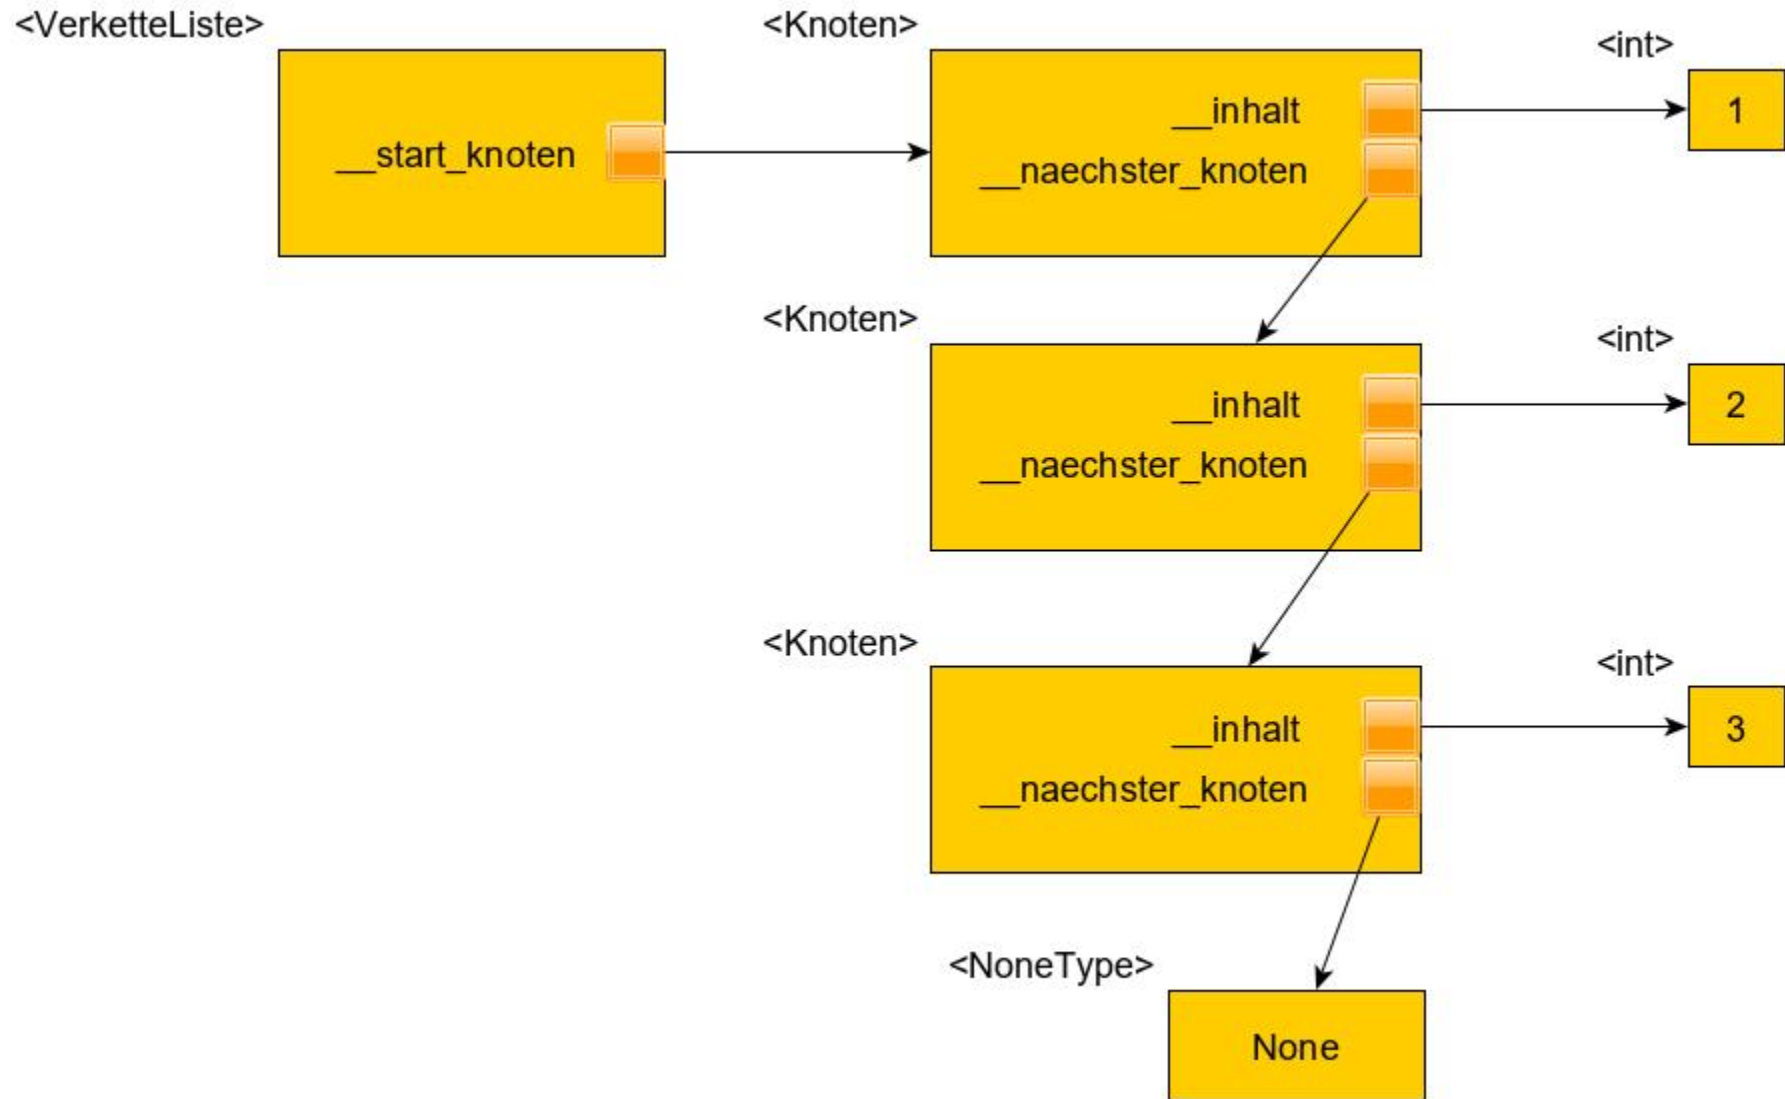 <VerketteListe>
__start_knoten
<Knoten>
__inhalt
__naechster_knoten
<int>
1
<Knoten>
__inhalt
__naechster_knoten
<int>
2
<Knoten>
__inhalt
__naechster_knoten
<int>
3
<NoneType>
None